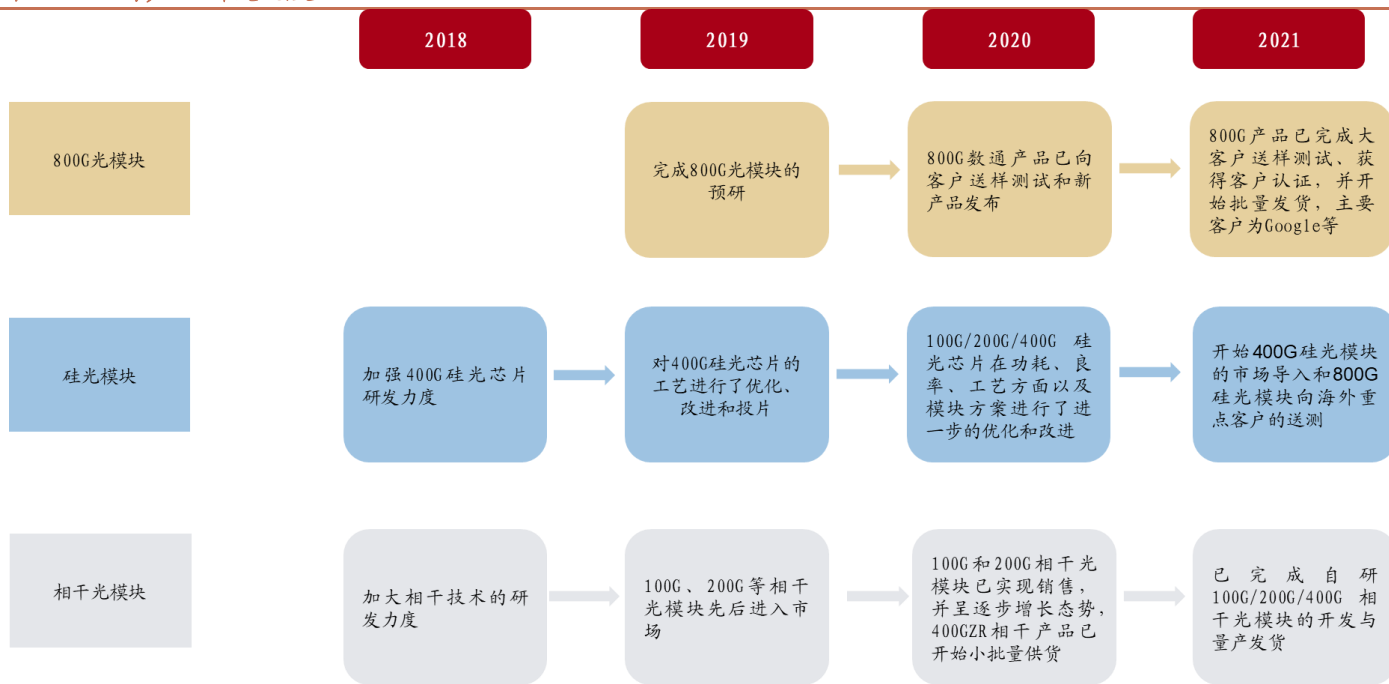 2018
2019
2020
2021
800G光模块
完成800G光模块的
预研
800G数通产品已向
客户送样测试和新
产品发布
800G产品已完成大
客户送样测试、获
得客户认证，并开
始批量发货，主要
客户为Google等
硅光模块
加强400G硅光芯片
研发力度
对400G硅光芯片的
工艺进行了优化、
改进和投片
100G/200G/400G 硅
光芯片在功耗、良
率、工艺方面以及
模块方案进行了进
一步的优化和改进
开始400G硅光模块
的市场导入和800G
硅光模块向海外重
点客户的送测
相干光模块
加大相干技术的研
发力度
100G、200G等相干
光模块先后进入市
场
100G和200G相干光
模块已实现销售，
并呈逐步增长态势，
400GZR相干产品已
开始小批量供货
已完成自研
100G/200G/400G 相
干光模块的开发与
量产发货